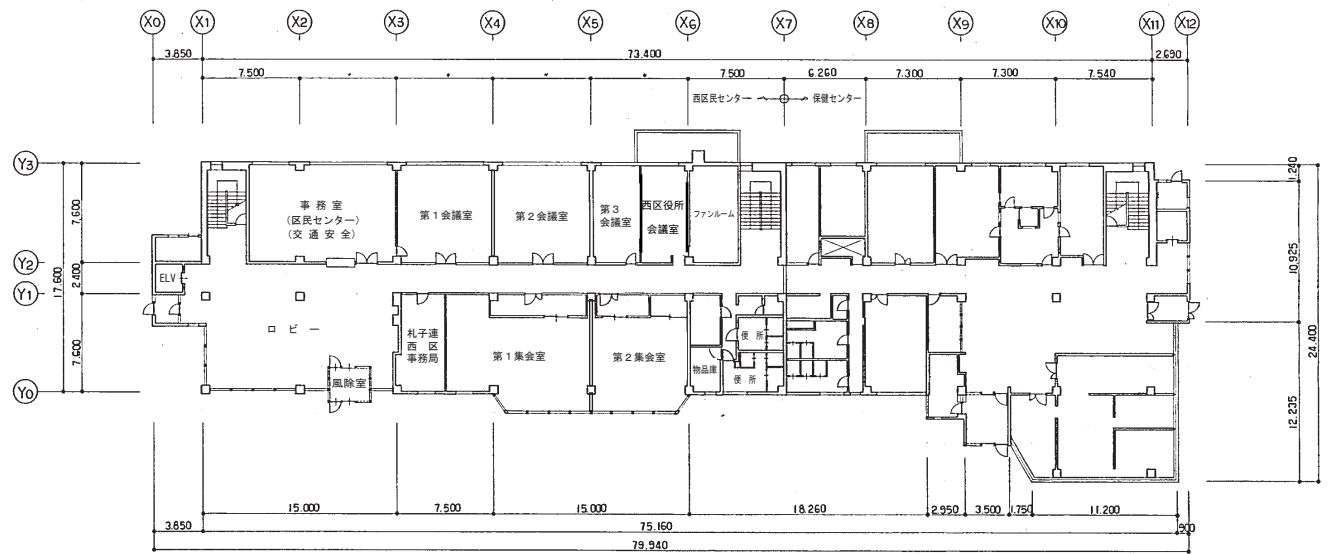 X0 X1 X2 X3 X4 X5 X6 X7 X8 X9 X10 X11 X12
3.850 73.400 2.690
7.500 7.500 6.260 7.300 7.300 7.540
西区民センター 保健センター
Y3
Y2
Y1
Y0
17.600
7.600
2.400
7.600
事務室
(区民センター)
(交通安全)
第1会議室
第2会議室
第3
会議室
西区役所
会議室
ファンルーム
ELV
ロビー
風除室
札子連
西区
事務局
第1集会室
第2集会室
物品庫
便所
便所
1.240
10.925
12.235
24.400
15.000 7.500 15.000 18.260 2.950 3.500 1.750 11.200
3.850 75.160 900
79.940